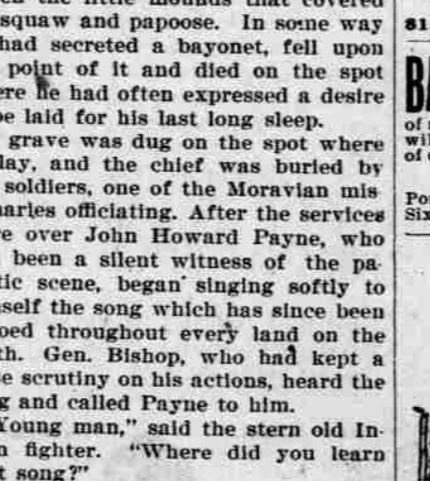 squaw and papoose. In some way
had secreted a bayonet, fell upon
point of it and died on the spot
ere he had often expressed a desire
be laid for his last long sleep.
grave was dug on the spot where
lay, and the chief was buried by
soldiers, one of the Moravian mis
naries officiating. After the services
re over John Howard Payne, who
been a silent witness of the pa-
tic scene, began singing softly to
nself the song which has since been
oed throughout every land on the
th. Gen. Bishop, who had kept a
e scrutiny on his actions, heard the
g and called Payne to him.
Young man," said the stern old In-
n fighter. "Where did you learn
t song?"
81
BA
of
wil
of
Po
Six